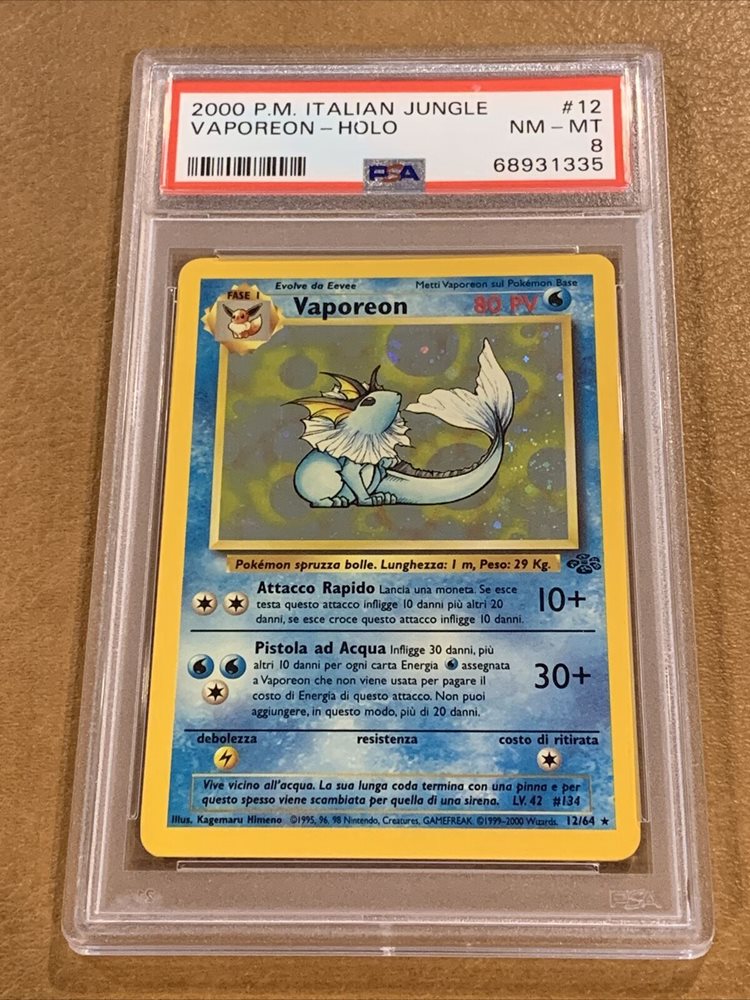 2000 P.M. ITALIAN JUNGLE #12
VAPOREON - HOLO NM - MT
8
PSA 68931335
Evolve da Eevee Metti Vaporeon sul Pokémon Base
FASE 1
Vaporeon 80 PV
Pokémon spruzza bolle. Lunghezza: 1 m, Peso: 29 Kg.
Attacco Rapido Lancia una moneta. Se esce
testa questo attacco infligge 10 danni più altri 20
danni, se esce croce questo attacco infligge 10 danni.
10+
Pistola ad Acqua Infligge 30 danni, più
altri 10 danni per ogni carta Energia assegnata
a Vaporeon che non viene usata per pagare il
costo di Energia di questo attacco. Non puoi
aggiungere, in questo modo, più di 20 danni.
30+
debolezza resistenza costo di ritirata
Vive vicino all'acqua. La sua lunga coda termina con una pinna e per
questo spesso viene scambiata per quella di una sirena. LV. 42 #134
Illus. Kagemaru Himeno ©1995, 96, 98 Nintendo, Creatures, GAMEFREAK. ©1999-2000 Wizards. 12/64 ★
PSA